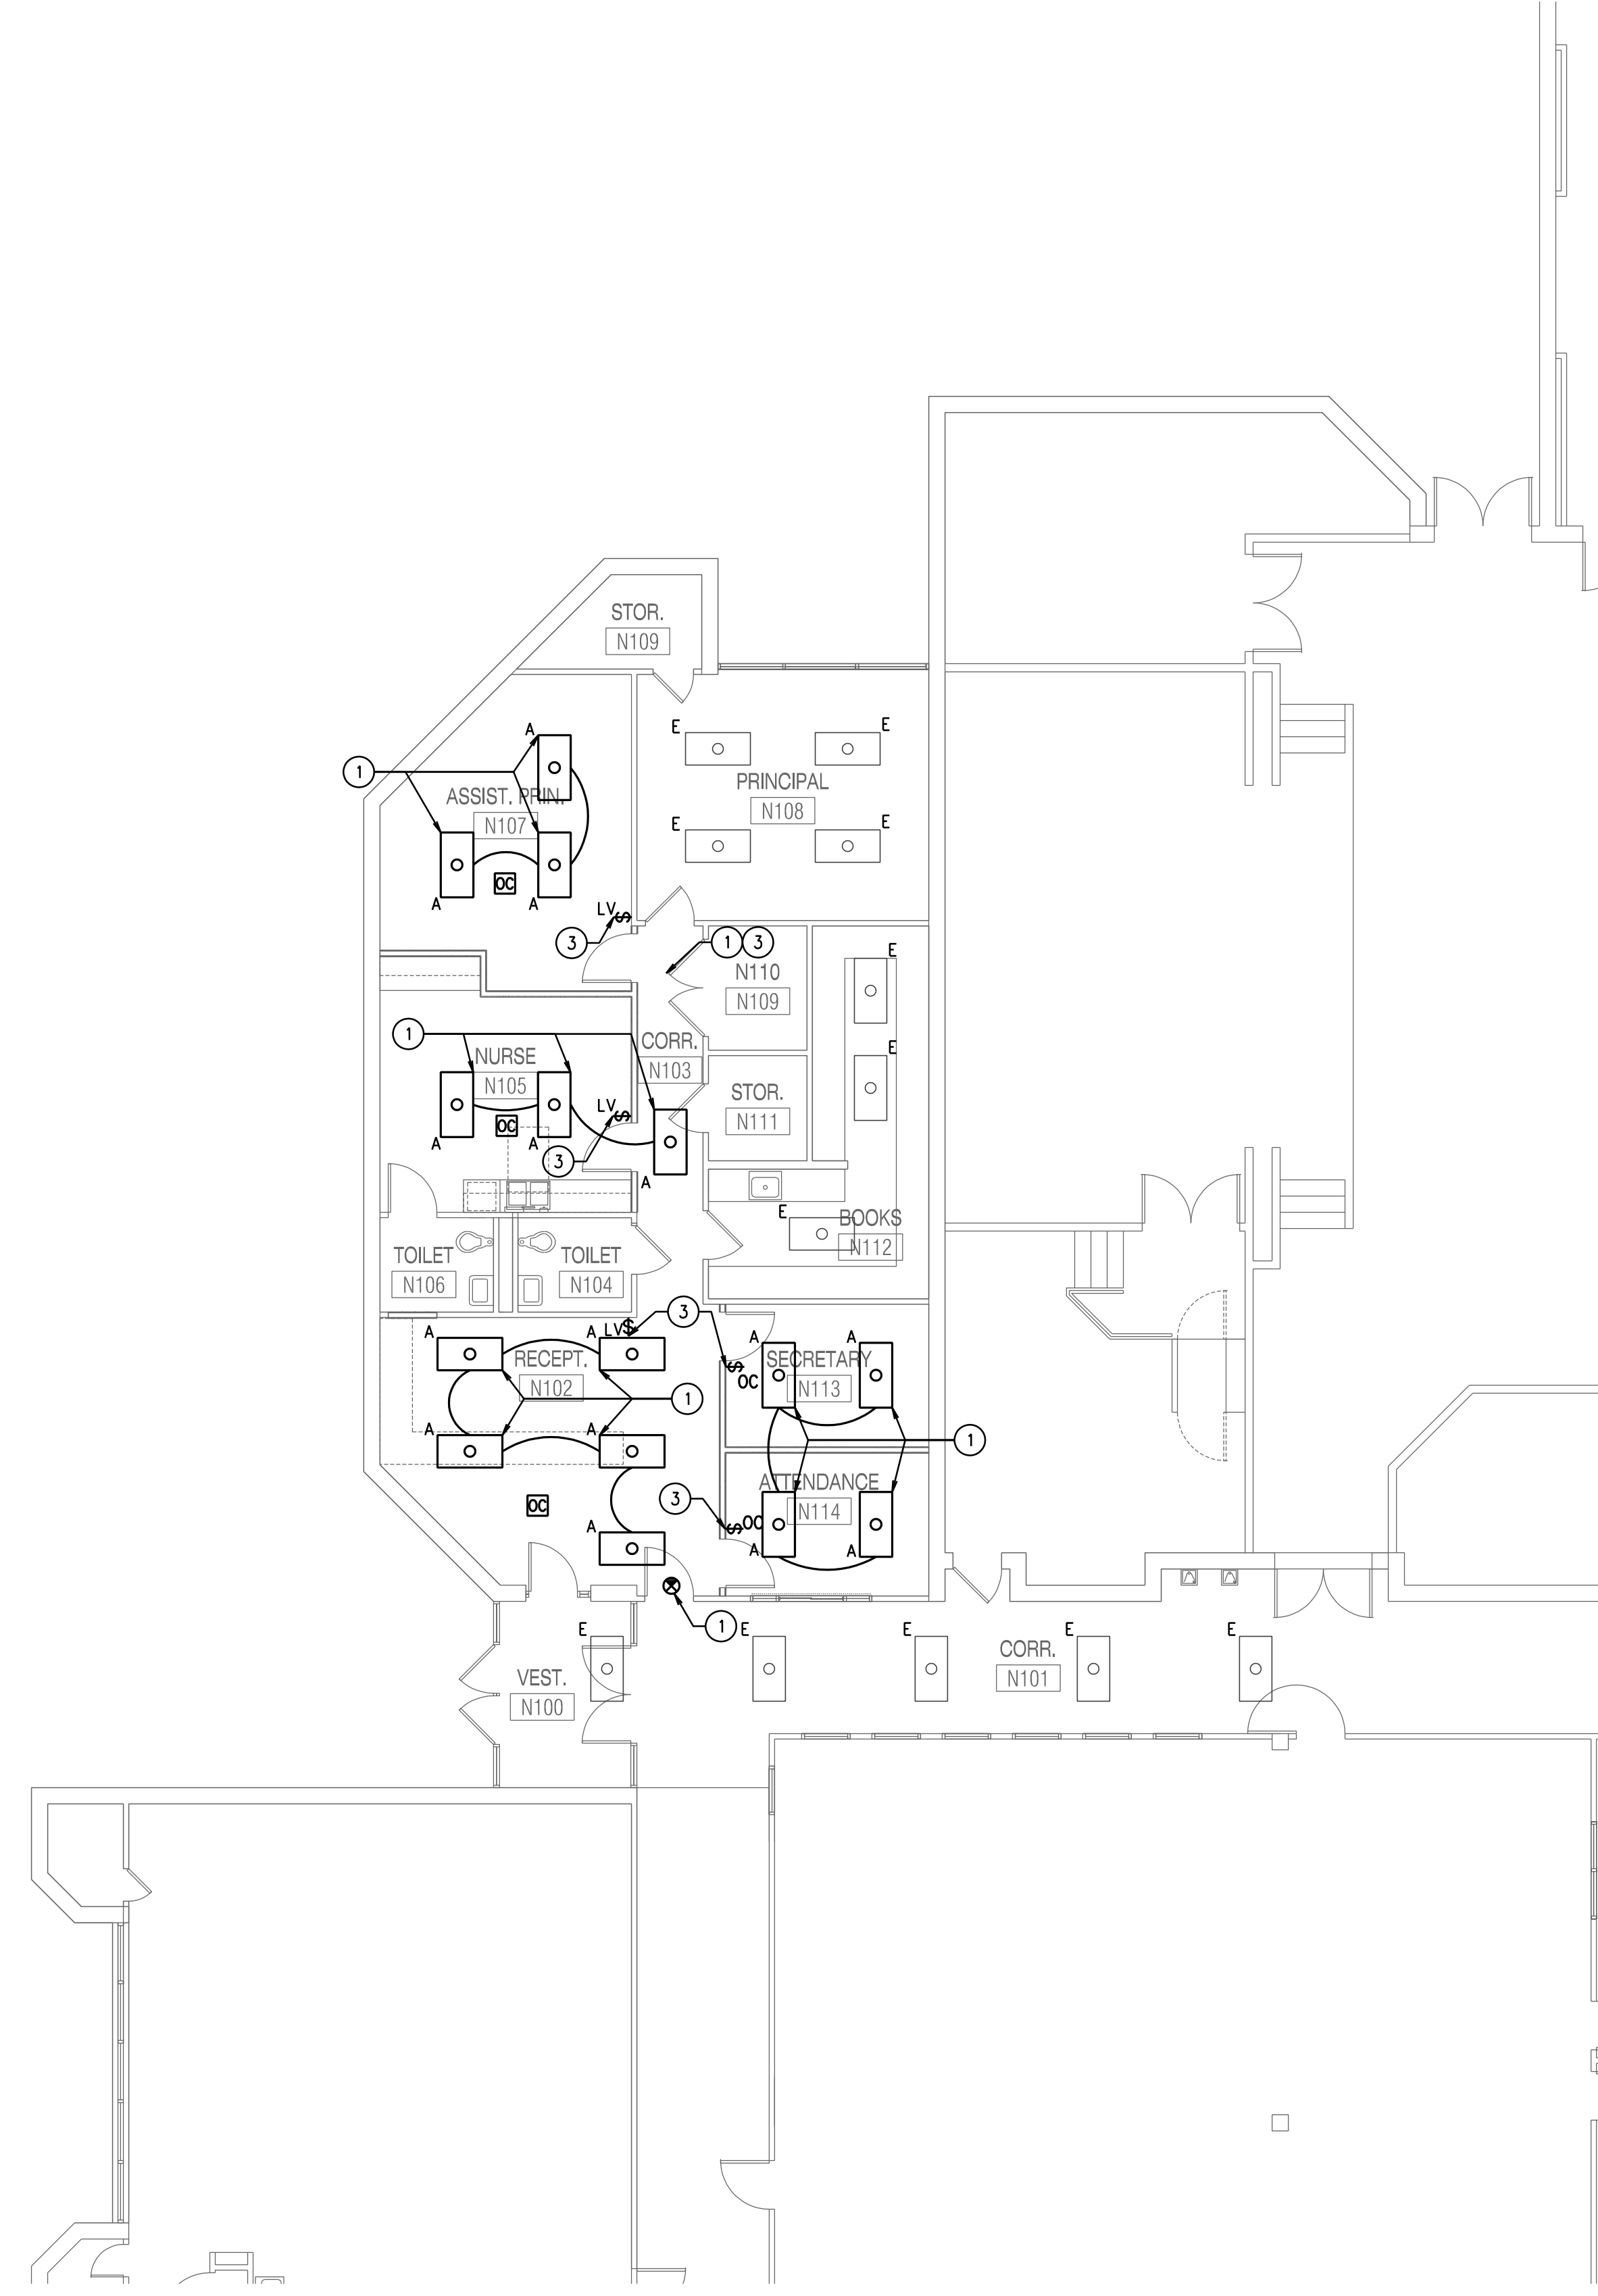 STOR.
N109
A
E
E
1
ASSIST. PRIN.
PRINCIPAL
N107
N108
E
E
OC
A
A
LV$
3
1
3
E
N110
N109
1
CORR.
E
NURSE
N103
N105
STOR.
LV$
N111
OC
A
A
3
A
E
BOOKS
N112
TOILET
TOILET
N106
N104
3
A
A
LV$
A
A
RECEPT.
SECRETARY
$
OC
N102
N113
1
A
A
1
ATTENDANCE
3
OC
N114
$
OC
A
A
A
1
E
E
E
E
E
CORR.
VEST.
N101
N100